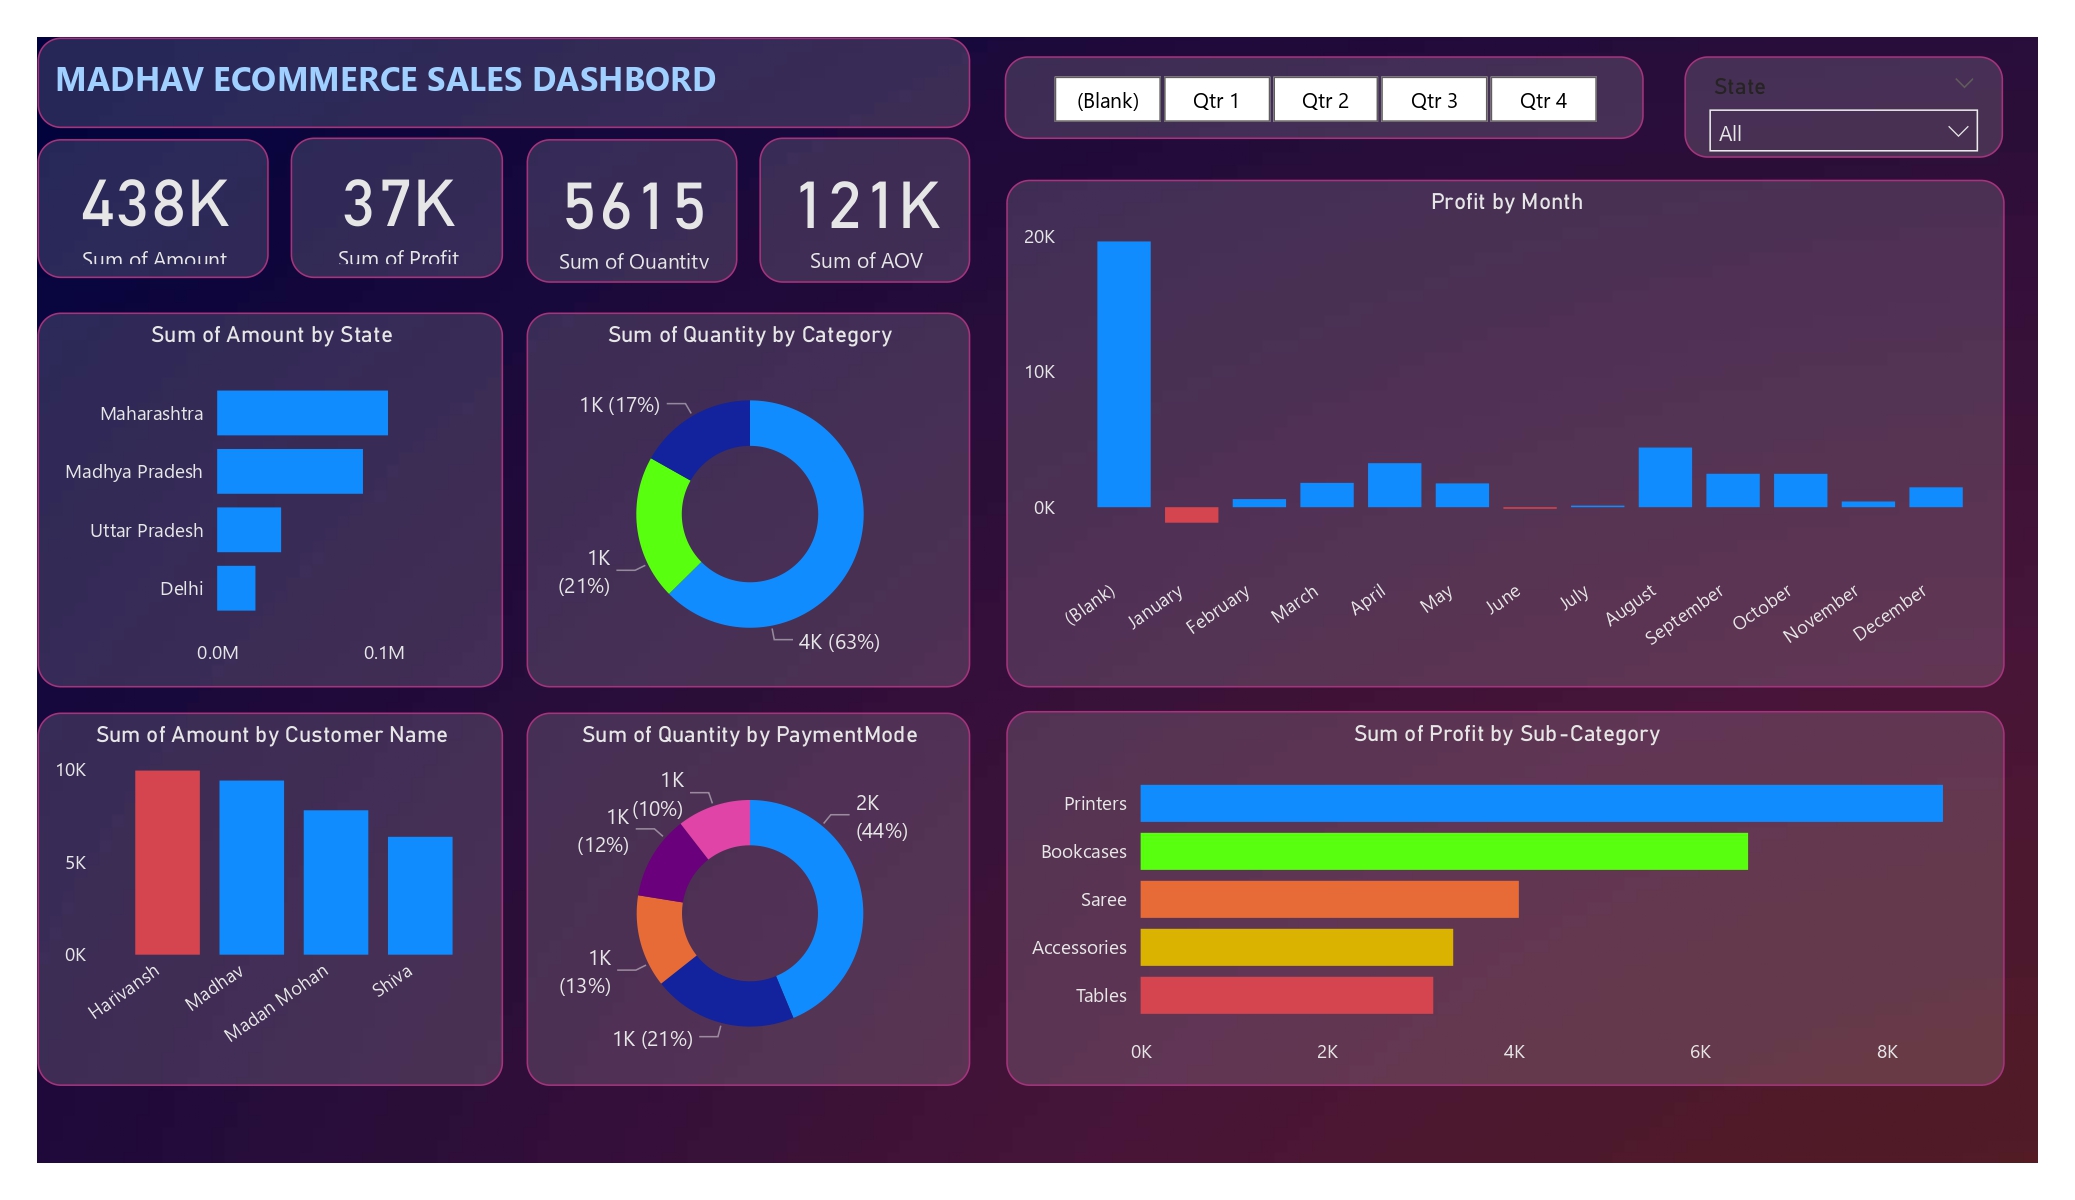 MADHAV ECOMMERCE SALES DASHBORD
(Blank)
Qtr 1
Qtr 2
Qtr 3
Qtr 4
State
All
438K
Sum of Amount
37K
Sum of Profit
5615
Sum of Quantity
121K
Sum of AOV
Profit by Month
20K
10K
0K
(Blank)
January
February
March
April
May
June
July
August
September
October
November
December
Sum of Amount by State
Maharashtra
Madhya Pradesh
Uttar Pradesh
Delhi
0.0M
0.1M
Sum of Quantity by Category
1K (17%)
1K
(21%)
4K (63%)
Sum of Amount by Customer Name
10K
5K
0K
Harivansh
Madhav
Madan Mohan
Shiva
Sum of Quantity by PaymentMode
1K
(10%)
1K
(12%)
2K
(44%)
1K
(13%)
1K (21%)
Sum of Profit by Sub-Category
Printers
Bookcases
Saree
Accessories
Tables
0K
2K
4K
6K
8K